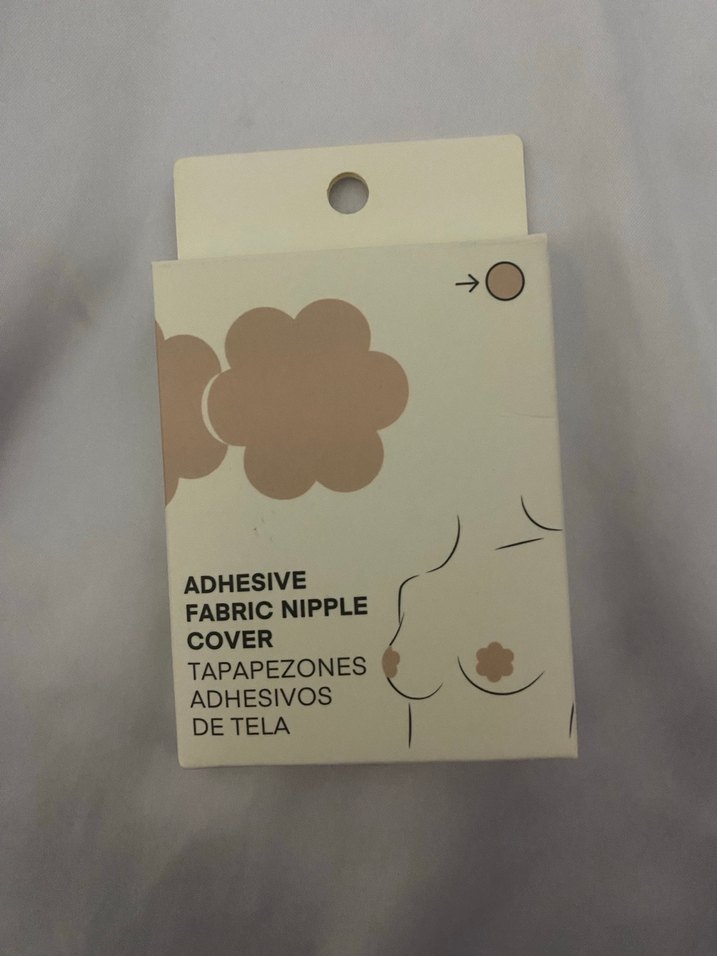 ADHESIVE
FABRIC NIPPLE
COVER
TAPAPEZONES
ADHESIVOS
DE TELA